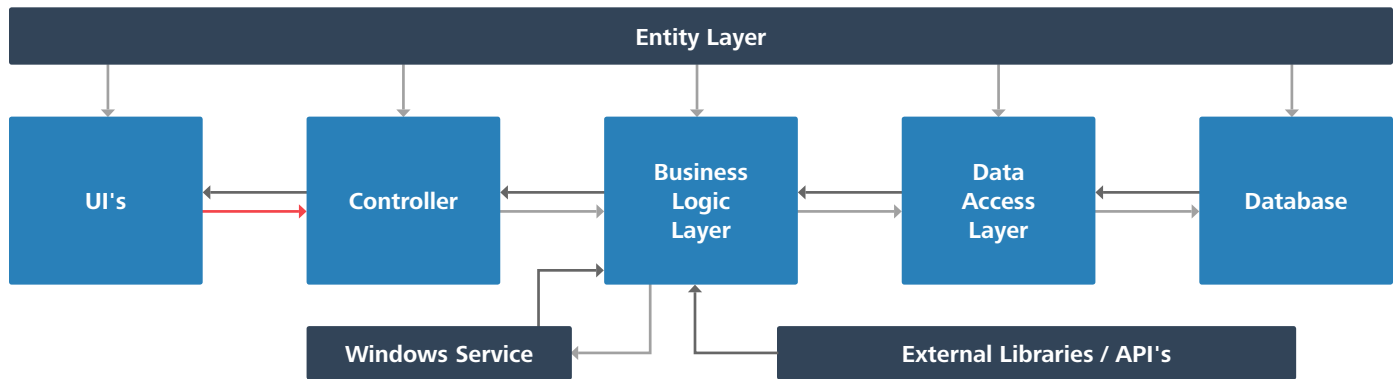 Entity Layer
UI's
Controller
Business
Logic
Layer
Data
Access
Layer
Database
Windows Service
External Libraries / API's